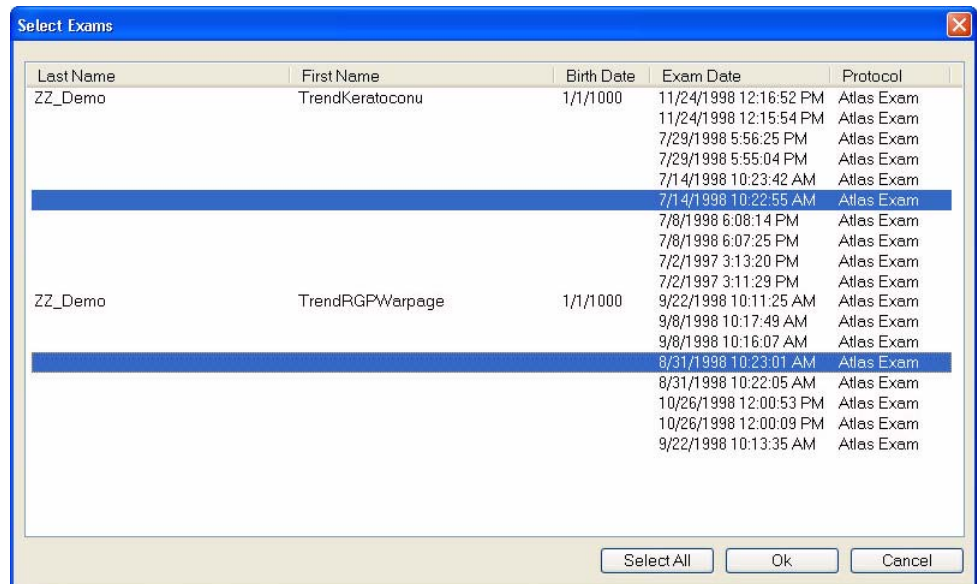 Select Exams
Last Name First Name Birth Date Exam Date Protocol
ZZ_Demo TrendKeratoconu 1/1/1000 11/24/1998 12:16:52 PM Atlas Exam
11/24/1998 12:15:54 PM Atlas Exam
7/29/1998 5:56:25 PM Atlas Exam
7/29/1998 5:55:04 PM Atlas Exam
7/14/1998 10:23:42 AM Atlas Exam
7/14/1998 10:22:55 AM Atlas Exam
7/8/1998 6:08:14 PM Atlas Exam
7/8/1998 6:07:25 PM Atlas Exam
7/2/1997 3:13:20 PM Atlas Exam
7/2/1997 3:11:29 PM Atlas Exam
ZZ_Demo TrendRGPWarpage 1/1/1000 9/22/1998 10:11:25 AM Atlas Exam
9/8/1998 10:17:49 AM Atlas Exam
9/8/1998 10:16:07 AM Atlas Exam
8/31/1998 10:23:01 AM Atlas Exam
8/31/1998 10:22:05 AM Atlas Exam
10/26/1998 12:00:53 PM Atlas Exam
10/26/1998 12:00:09 PM Atlas Exam
9/22/1998 10:13:35 AM Atlas Exam
Select All Ok Cancel